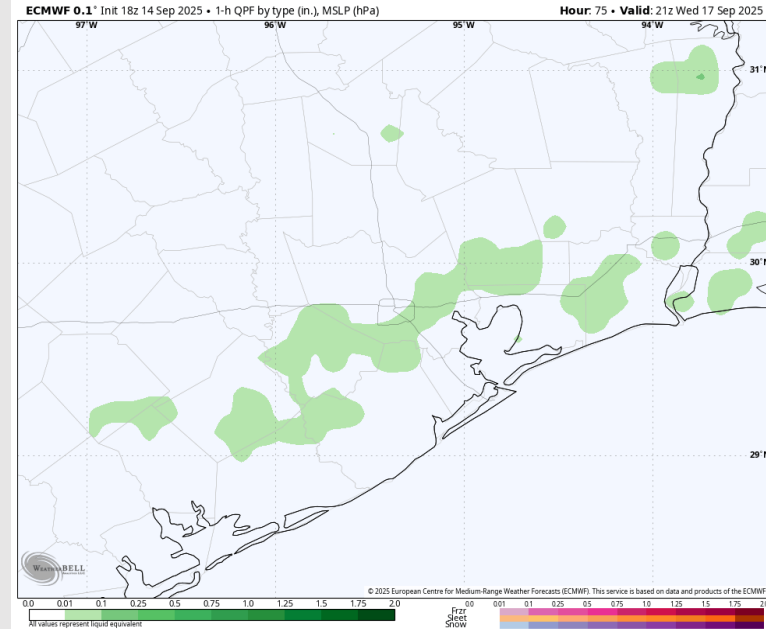 ECMWF 0.1° Init 18z 14 Sep 2025 • 1-h QPF by type (in.), MSLP (hPa) Hour: 75 • Valid: 21z Wed 17 Sep 2025
97°W 96°W 95°W 94°W
31°N
30°N
29°N
WEATHERBELL
© 2025 European Centre for Medium-Range Weather Forecasts (ECMWF). This service is based on data and products of the ECMWF
0.0 0.01 0.1 0.25 0.5 0.75 1.0 1.25 1.5 1.75 2.0 0.0 0.01 0.1 0.25 0.5 0.75 1.0 1.25 1.5 1.75 2.0
Frzr
Sleet
All values represent liquid equivalent Snow